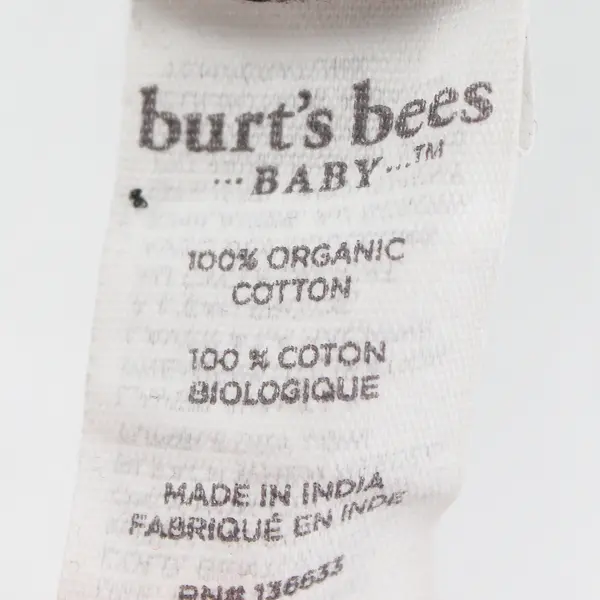 burt's bees
...BABY...™
100% ORGANIC
COTTON
100 % COTON
BIOLOGIQUE
MADE IN INDIA
FABRIQUÉ EN INDE
RN# 136633